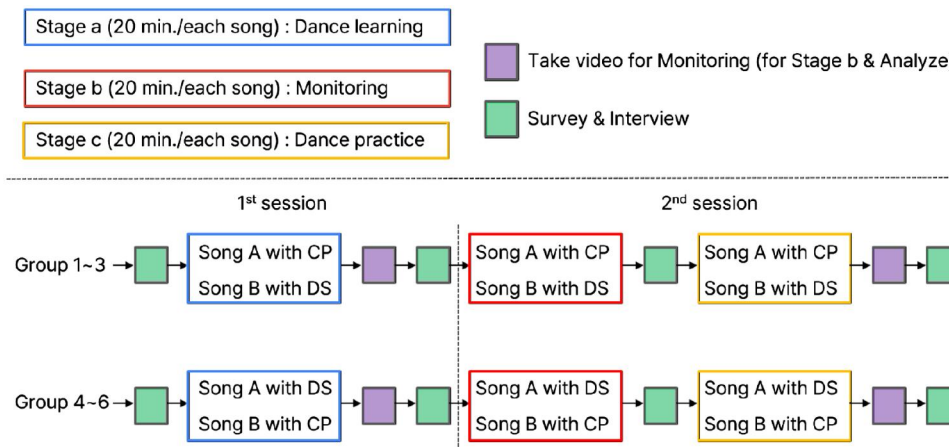 Stage a (20 min./each song) : Dance learning
Stage b (20 min./each song) : Monitoring
Stage c (20 min./each song) : Dance practice
Take video for Monitoring (for Stage b & Analyze
Survey & Interview
1st session
2nd session
Group 1~3
Song A with CP
Song B with DS
Song A with CP
Song B with DS
Song A with CP
Song B with DS
Group 4~6
Song A with DS
Song B with CP
Song A with DS
Song B with CP
Song A with DS
Song B with CP